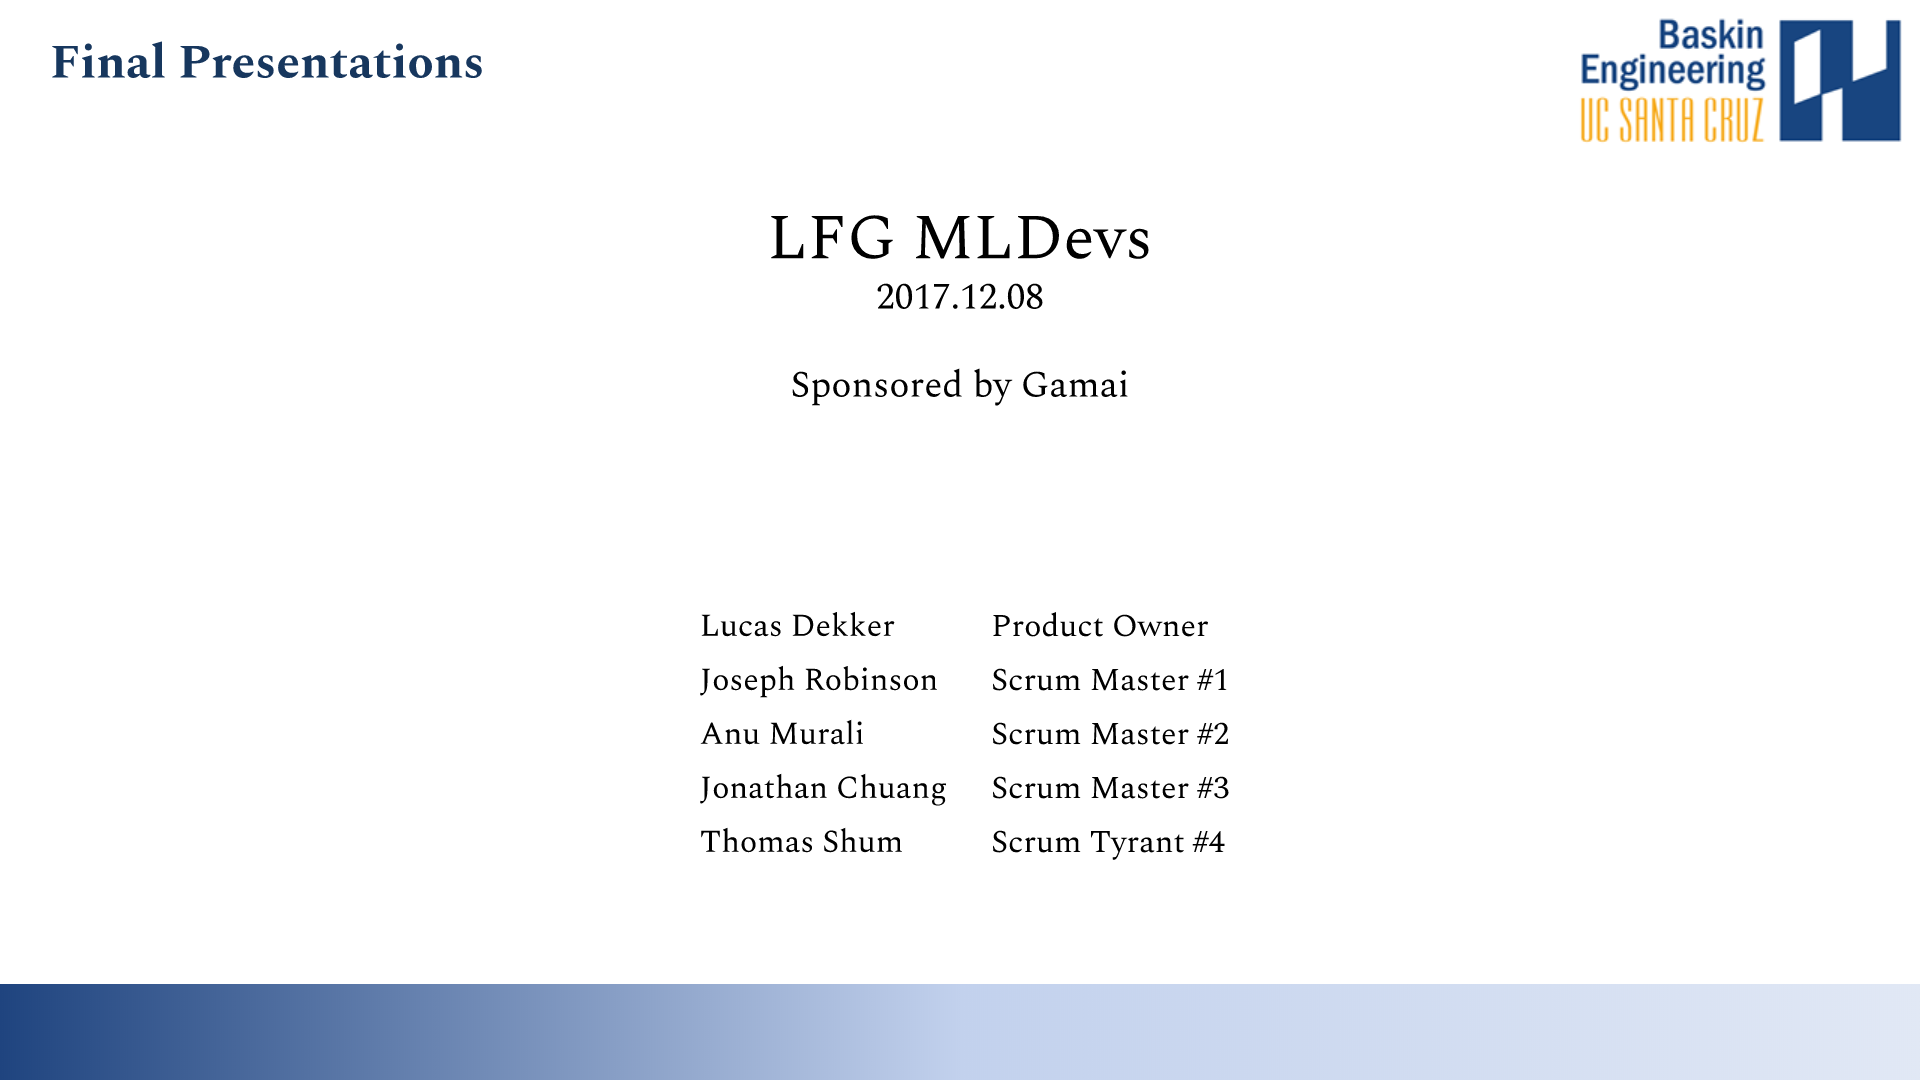 Final Presentations
Baskin
Engineering
UC SANTA CRUZ
LFG MLDevs
2017.12.08
Sponsored by Gamai
Lucas Dekker Product Owner
Joseph Robinson Scrum Master #1
Anu Murali Scrum Master #2
Jonathan Chuang Scrum Master #3
Thomas Shum Scrum Tyrant #4